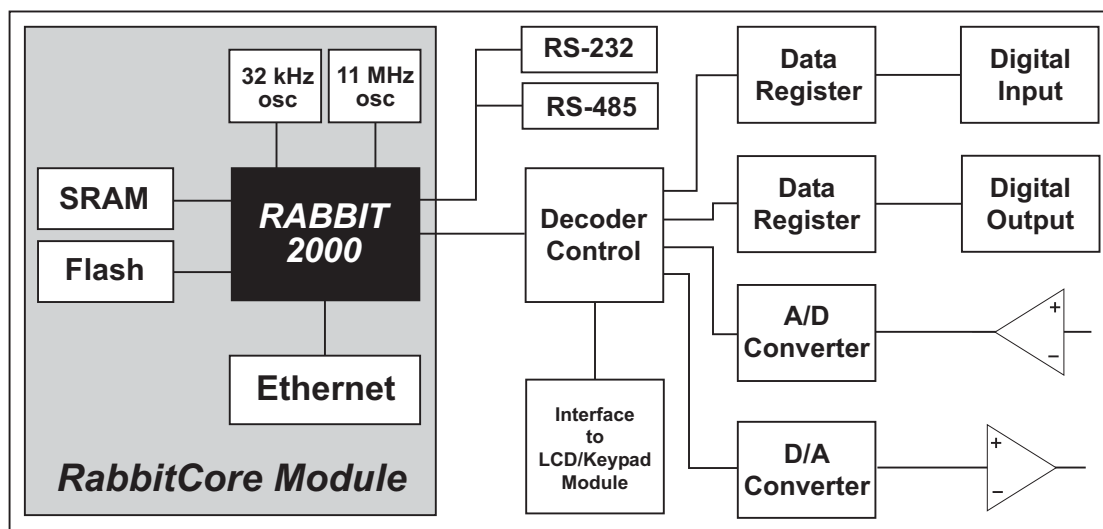 32 kHz
osc
11 MHz
osc
SRAM
Flash
RABBIT
2000
Ethernet
RabbitCore Module
RS-232
RS-485
Decoder
Control
Interface
to
LCD/Keypad
Module
Data
Register
Digital
Input
Data
Register
Digital
Output
A/D
Converter
+
−
D/A
Converter
+
−